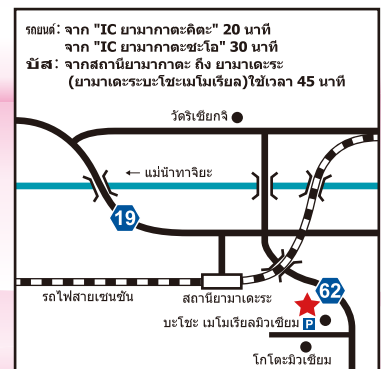 รถยนต์: จาก "IC ยามากาตะคิตะ" 20 นาที
จาก "IC ยามากาตะซะโอ" 30 นาที
บัส: จากสถานียามากาตะ ถึง ยามาเดะระ
(ยามาเดะระบะโชะเมโมเรียล)ใช้เวลา 45 นาที
วัดริเชียกจิ
← แม่น้ำทาจิยะ
19
62
รถไฟสายเซนซัน
สถานียามาเดะระ
บะโชะ เมโมเรียลมิวเซียม P
โกโตะมิวเซียม